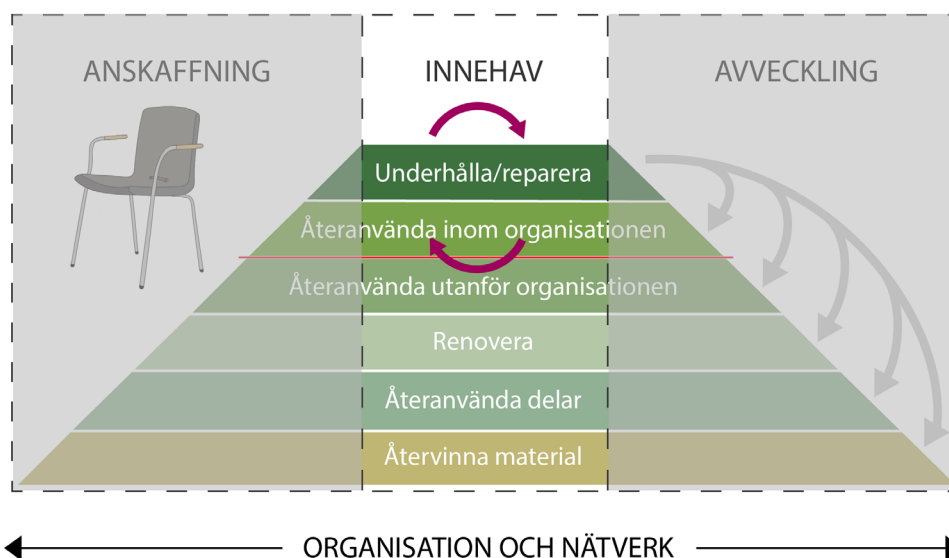 ANSKAFFNING
INNEHAV
AVVECKLING
Underhålla/reparera
Återanvända inom organisationen
Återanvända utanför organisationen
Renovera
Återanvända delar
Återvinna material
ORGANISATION OCH NÄTVERK